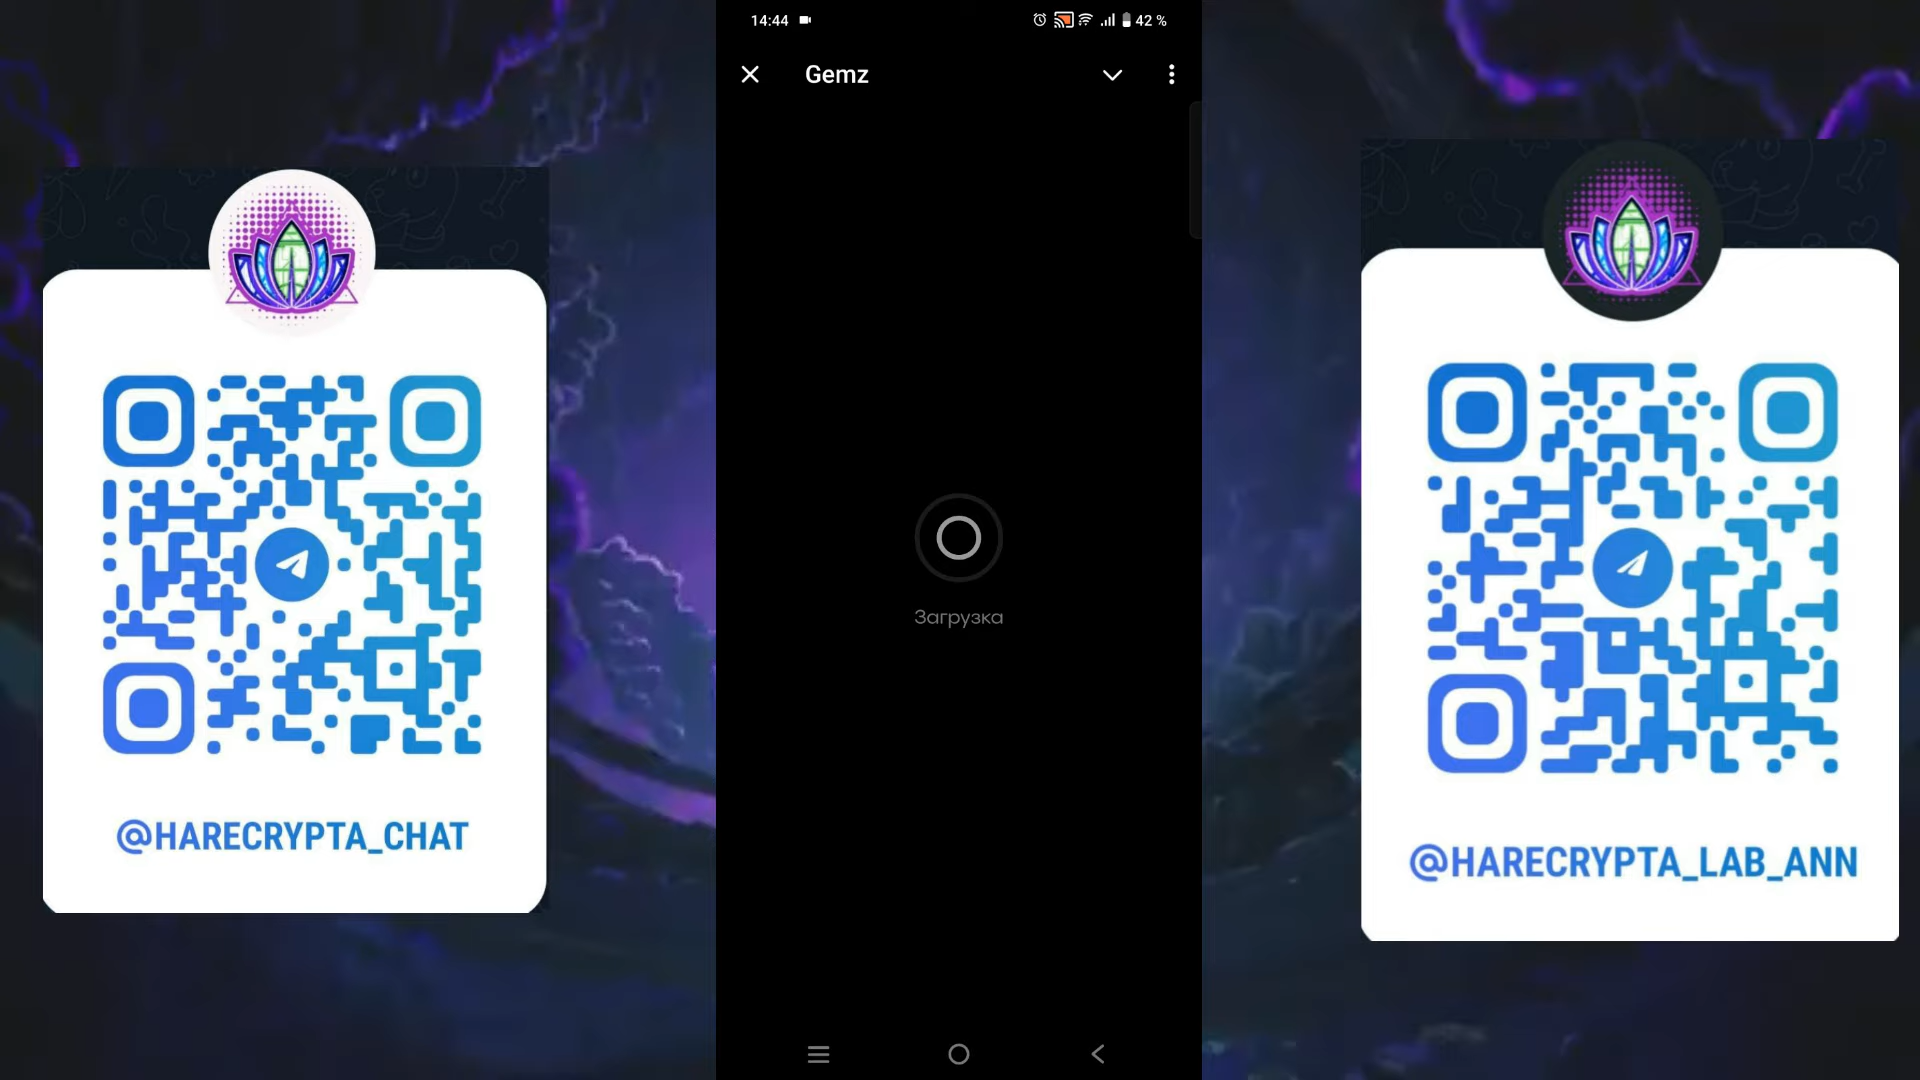 14:44
42 %
Gemz
Загрузка
@HARECRYPTA_CHAT
@HARECRYPTA_LAB_ANN